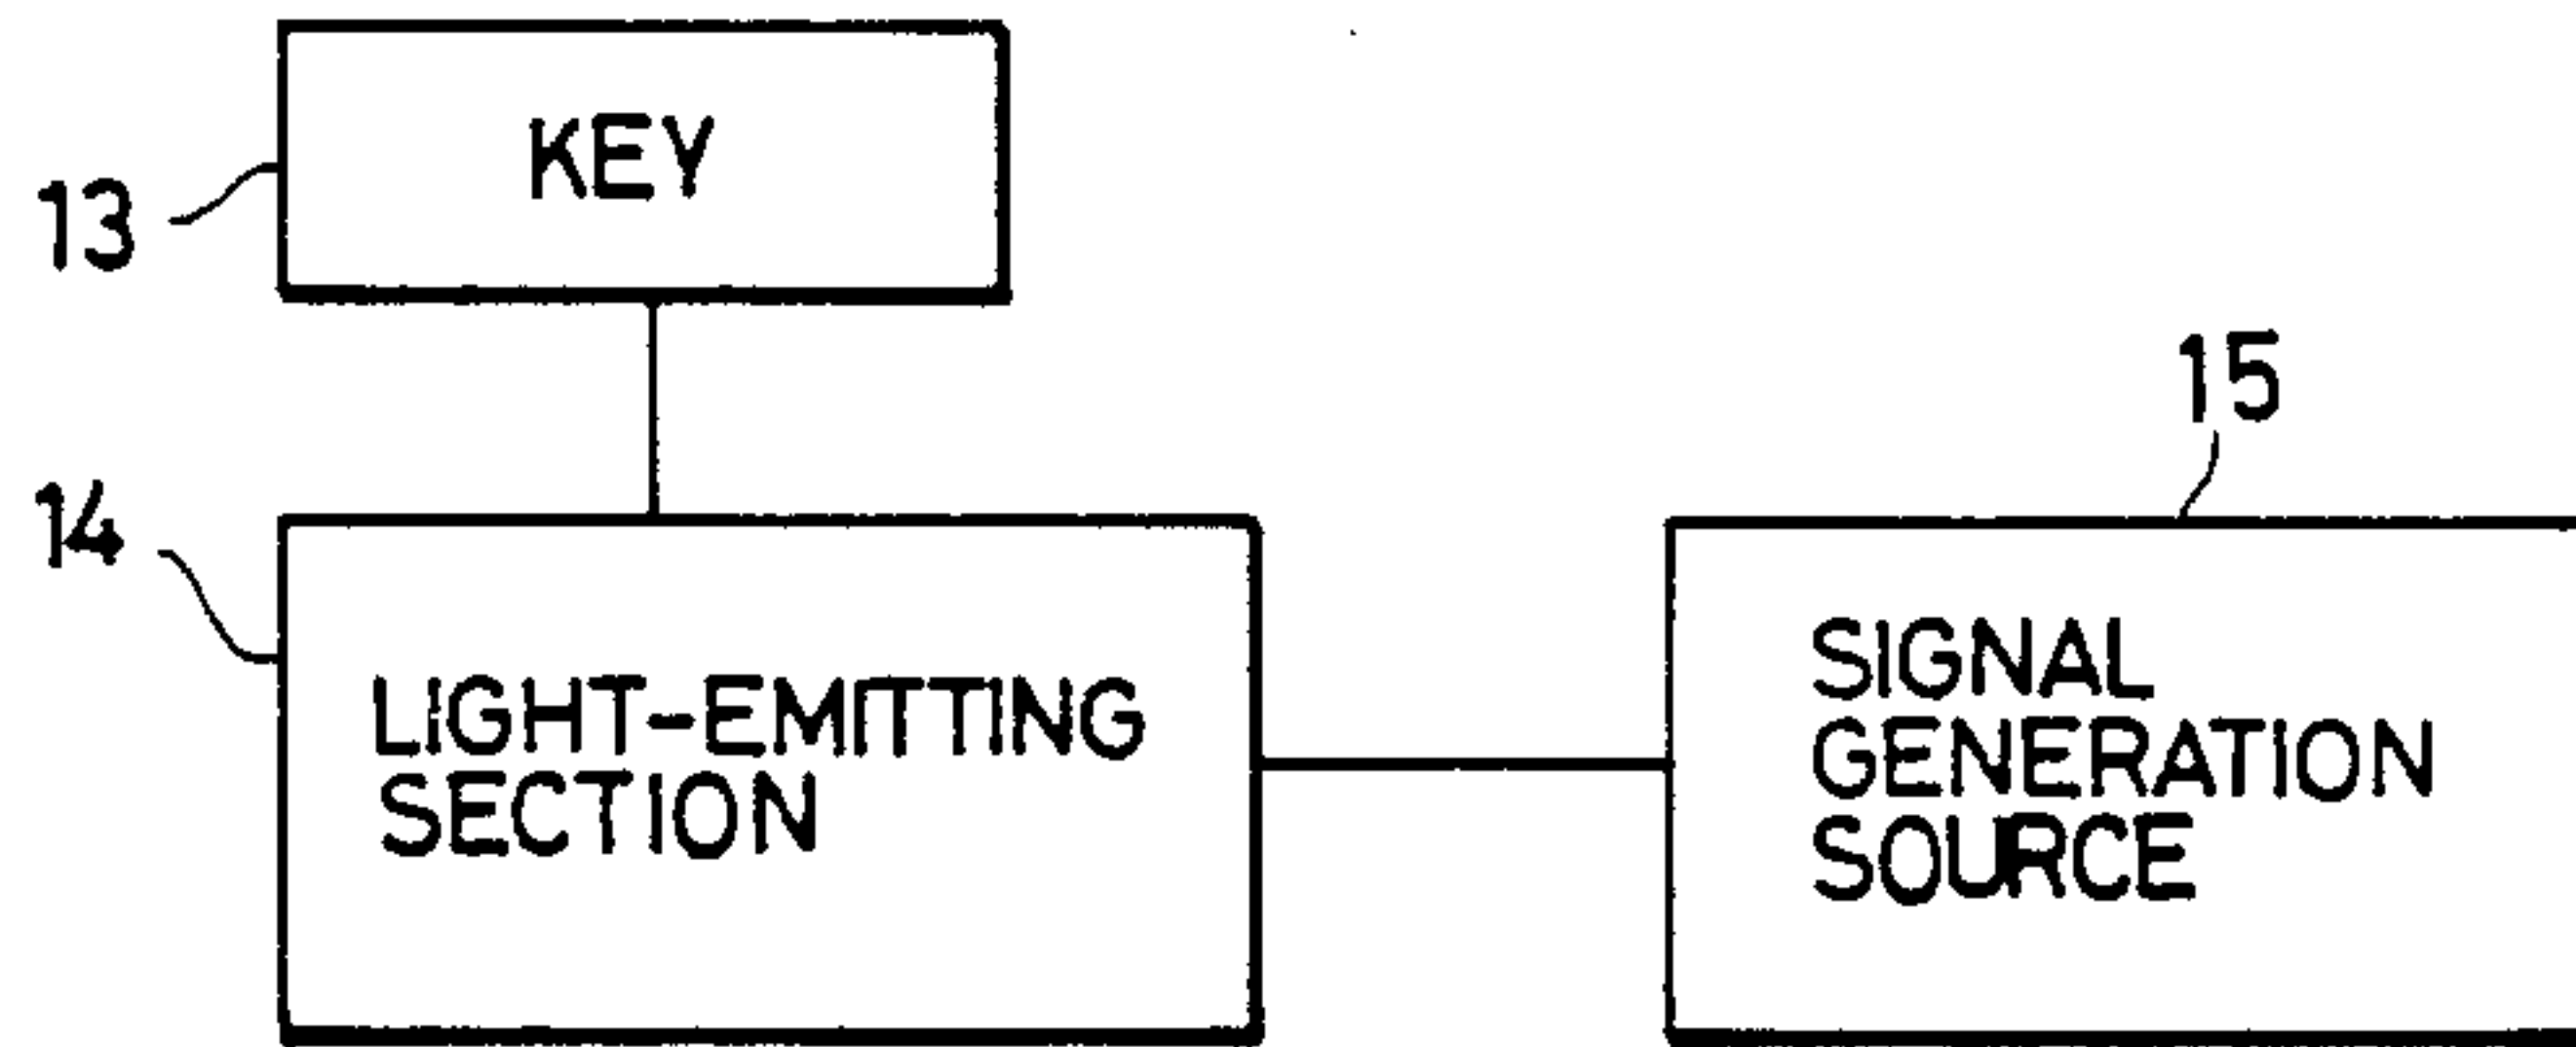 KEY
13
15
14
LIGHT-EMITTING
SECTION
SIGNAL
GENERATION
SOURCE